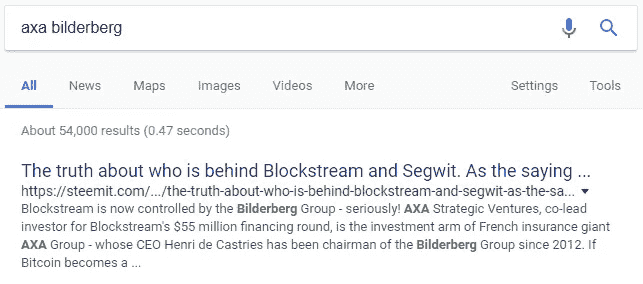 axa bilderberg
All News Maps Images Videos More Settings Tools
About 54,000 results (0.47 seconds)
The truth about who is behind Blockstream and Segwit. As the saying ...
https://steemit.com/.../the-truth-about-who-is-behind-blockstream-and-segwit-as-the-sa...
Blockstream is now controlled by the Bilderberg Group - seriously! AXA Strategic Ventures, co-lead
investor for Blockstream's $55 million financing round, is the investment arm of French insurance giant
AXA Group - whose CEO Henri de Castries has been chairman of the Bilderberg Group since 2012. If
Bitcoin becomes a ...